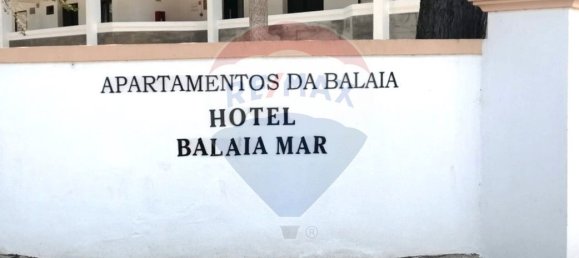 APARTAMENTOS DA BALAIA
RE/MAX
HOTEL
BALAIA MAR
®